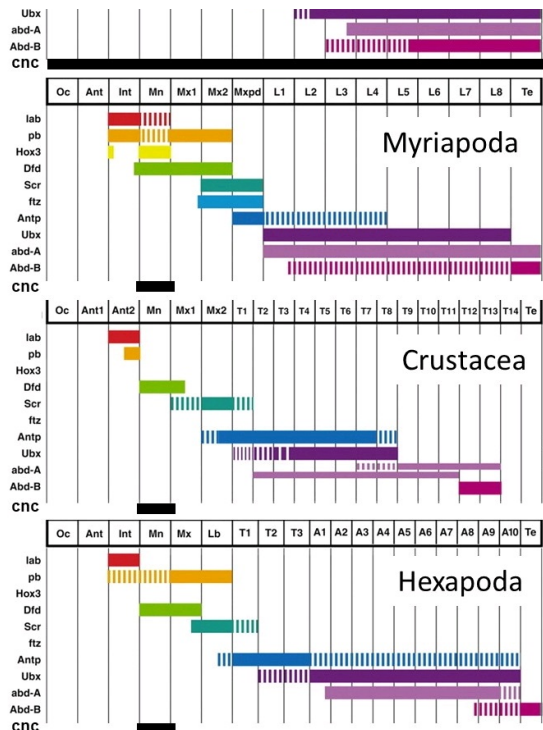 Ubx
abd-A
Abd-B
cnc
Oc Ant Int Mn Mx1 Mx2 Mxpd L1 L2 L3 L4 L5 L6 L7 L8 Te
lab
pb
Hox3
Dfd
Scr
ftz
Antp
Ubx
abd-A
Abd-B
cnc
Myriapoda
Oc Ant1 Ant2 Mn Mx1 Mx2 T1 T2 T3 T4 T5 T6 T7 T8 T9 T10 T11 T12 T13 T14 Te
lab
pb
Hox3
Dfd
Scr
ftz
Antp
Ubx
abd-A
Abd-B
cnc
Crustacea
Oc Ant Int Mn Mx Lb T1 T2 T3 A1 A2 A3 A4 A5 A6 A7 A8 A9 A10 Te
lab
pb
Hox3
Dfd
Scr
ftz
Antp
Ubx
abd-A
Abd-B
cnc
Hexapoda